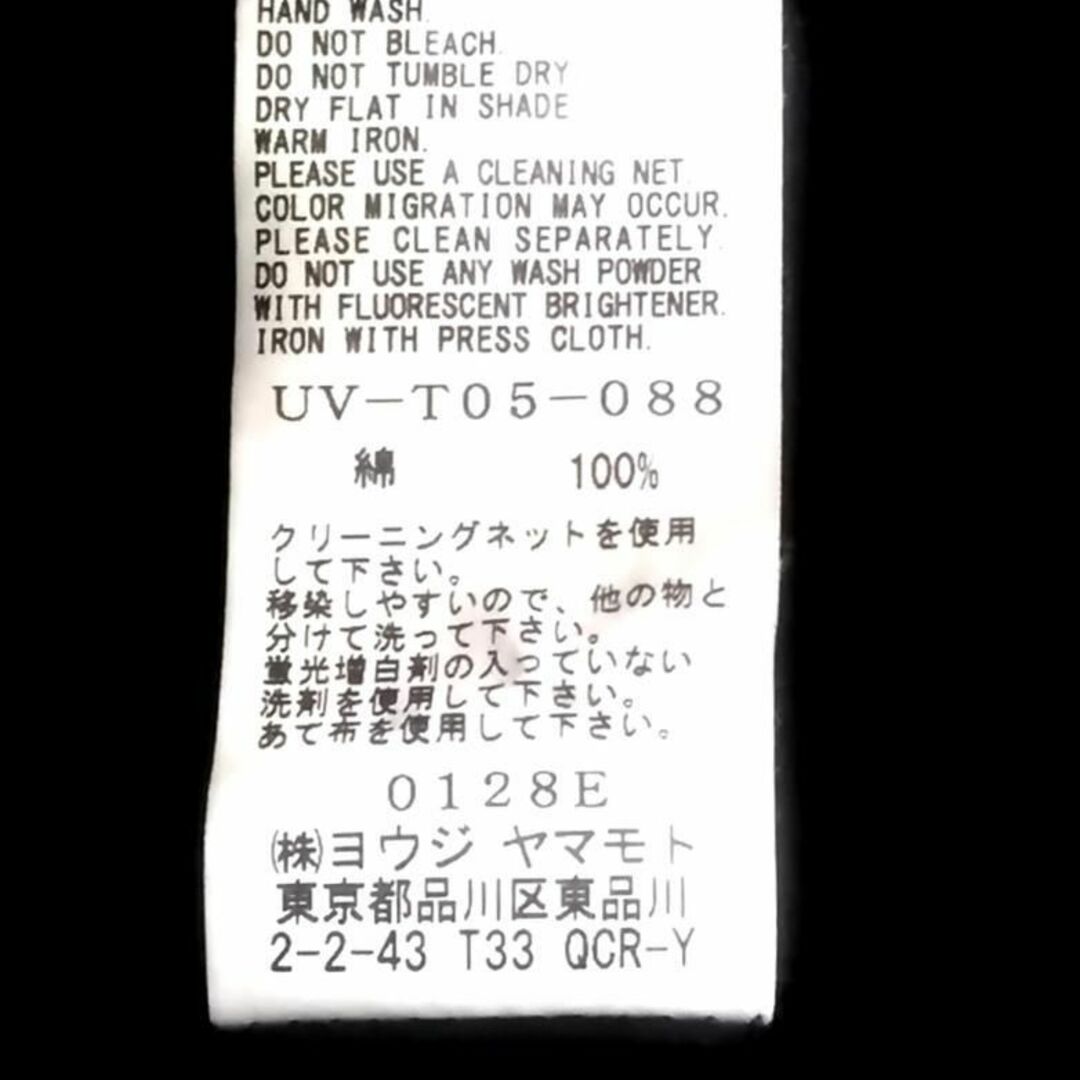 HAND WASH.
DO NOT BLEACH.
DO NOT TUMBLE DRY
DRY FLAT IN SHADE
WARM IRON.
PLEASE USE A CLEANING NET.
COLOR MIGRATION MAY OCCUR.
PLEASE CLEAN SEPARATELY.
DO NOT USE ANY WASH POWDER
WITH FLUORESCENT BRIGHTENER.
IRON WITH PRESS CLOTH.
UV-T05-088
綿 100%
クリーニングネットを使用
して下さい。
移染しやすいので、他の物と
分けて洗って下さい。
蛍光増白剤の入っていない
洗剤を使用して下さい。
あて布を使用して下さい。
0128E
㈱ヨウジ ヤマモト
東京都品川区東品川
2-2-43 T33 QCR-Y